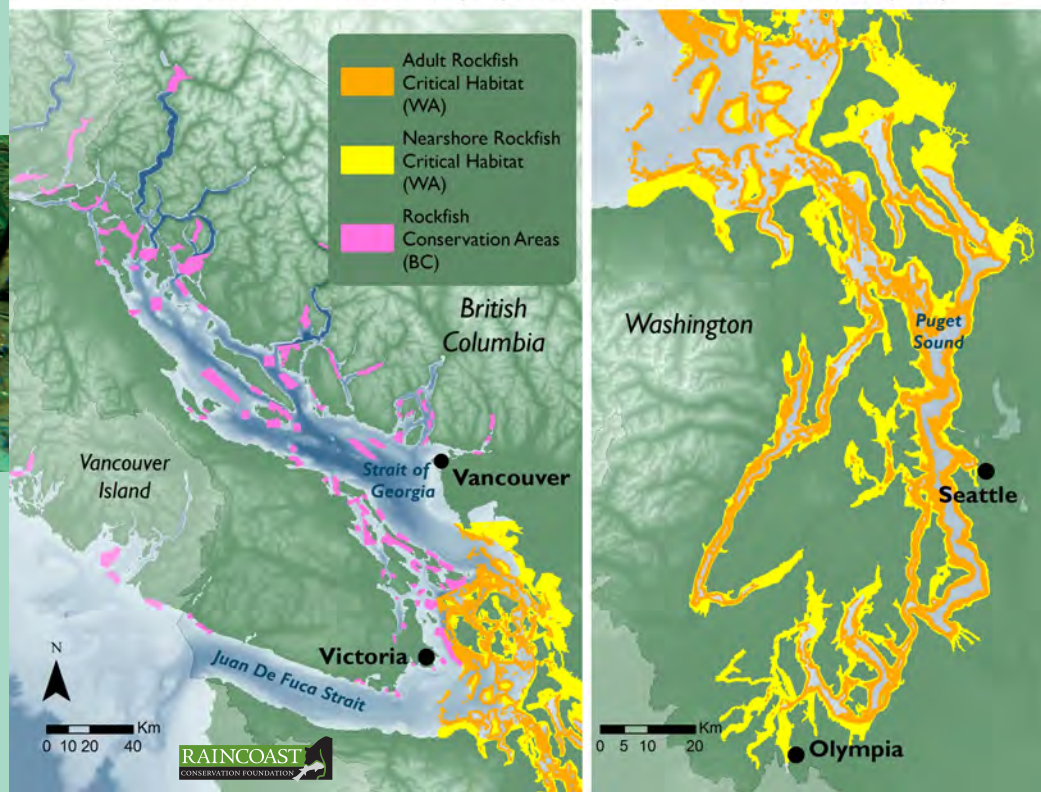 Adult Rockfish
Critical Habitat
(WA)
Nearshore Rockfish
Critical Habitat
(WA)
Rockfish
Conservation Areas
(BC)
British
Columbia
Vancouver
Island
Strait of
Georgia
Vancouver
Victoria
Juan De Fuca Strait
N
Km
0 10 20 40
RAINCOAST
CONSERVATION FOUNDATION
Washington
Puget
Sound
Seattle
Km
0 5 10 20
Olympia